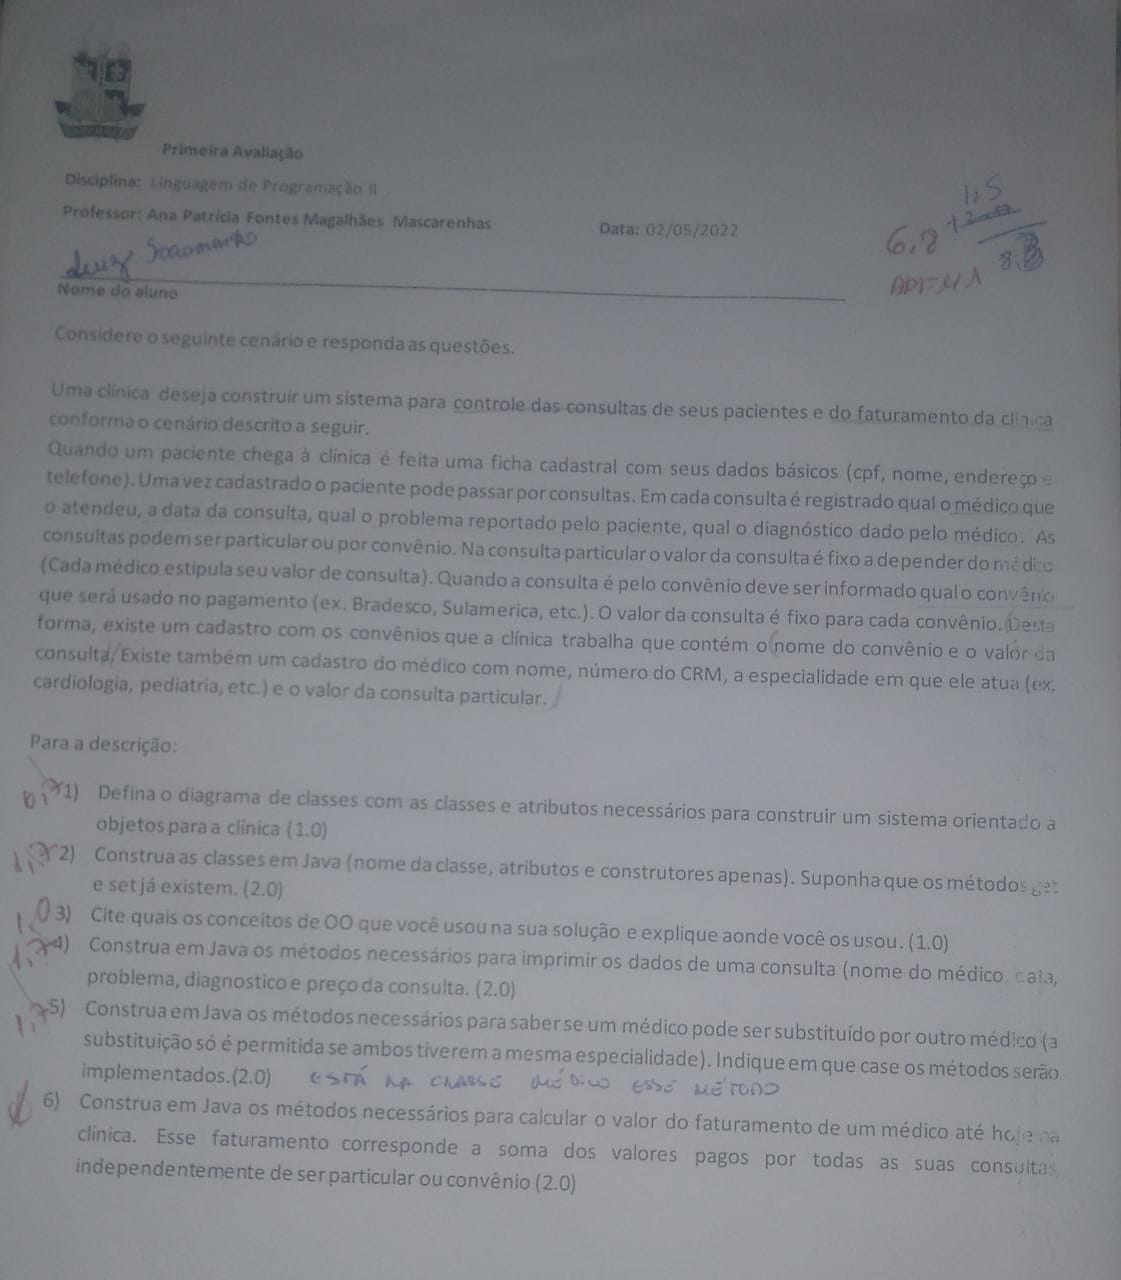 Primeira Avaliação
Disciplina: Linguagem de Programação II
Professor: Ana Patrícia Fontes Magalhães Mascarenhas Data: 02/05/2022
1,5
6,8
8,
Luiz
Nome do aluno
Considere o seguinte cenário e responda as questões.
Uma clínica deseja construir um sistema para controle das consultas de seus pacientes e do faturamento da clínica
conforma o cenário descrito a seguir.
Quando um paciente chega à clínica é feita uma ficha cadastral com seus dados básicos (cpf, nome, endereço e
telefone). Uma vez cadastrado o paciente pode passar por consultas. Em cada consulta é registrado qual o médico que
o atendeu, a data da consulta, qual o problema reportado pelo paciente, qual o diagnóstico dado pelo médico. As
consultas podem ser particular ou por convênio. Na consulta particular o valor da consulta é fixo a depender do médico
(Cada médico estipula seu valor de consulta). Quando a consulta é pelo convênio deve ser informado qual o convênio
que será usado no pagamento (ex. Bradesco, Sulamerica, etc.). O valor da consulta é fixo para cada convênio. Desta
forma, existe um cadastro com os convênios que a clínica trabalha que contém o nome do convênio e o valor da
consulta. Existe também um cadastro do médico com nome, número do CRM, a especialidade em que ele atua (ex.
cardiologia, pediatria, etc.) e o valor da consulta particular.
Para a descrição:
1) Defina o diagrama de classes com as classes e atributos necessários para construir um sistema orientado a
objetos para a clínica (1.0)
2) Construa as classes em Java (nome da classe, atributos e construtores apenas). Suponha que os métodos get
e set já existem. (2.0)
1,0 3) Cite quais os conceitos de OO que você usou na sua solução e explique aonde você os usou. (1.0)
4) Construa em Java os métodos necessários para imprimir os dados de uma consulta (nome do médico, data,
problema, diagnostico e preço da consulta. (2.0)
5) Construa em Java os métodos necessários para saber se um médico pode ser substituído por outro médico (a
substituição só é permitida se ambos tiverem a mesma especialidade). Indique em que case os métodos serão
implementados.(2.0) ESTÁ NA CLASSE MÉDICO ESSE MÉTODO
6) Construa em Java os métodos necessários para calcular o valor do faturamento de um médico até hoje na
clínica. Esse faturamento corresponde a soma dos valores pagos por todas as suas consultas,
independentemente de ser particular ou convênio (2.0)